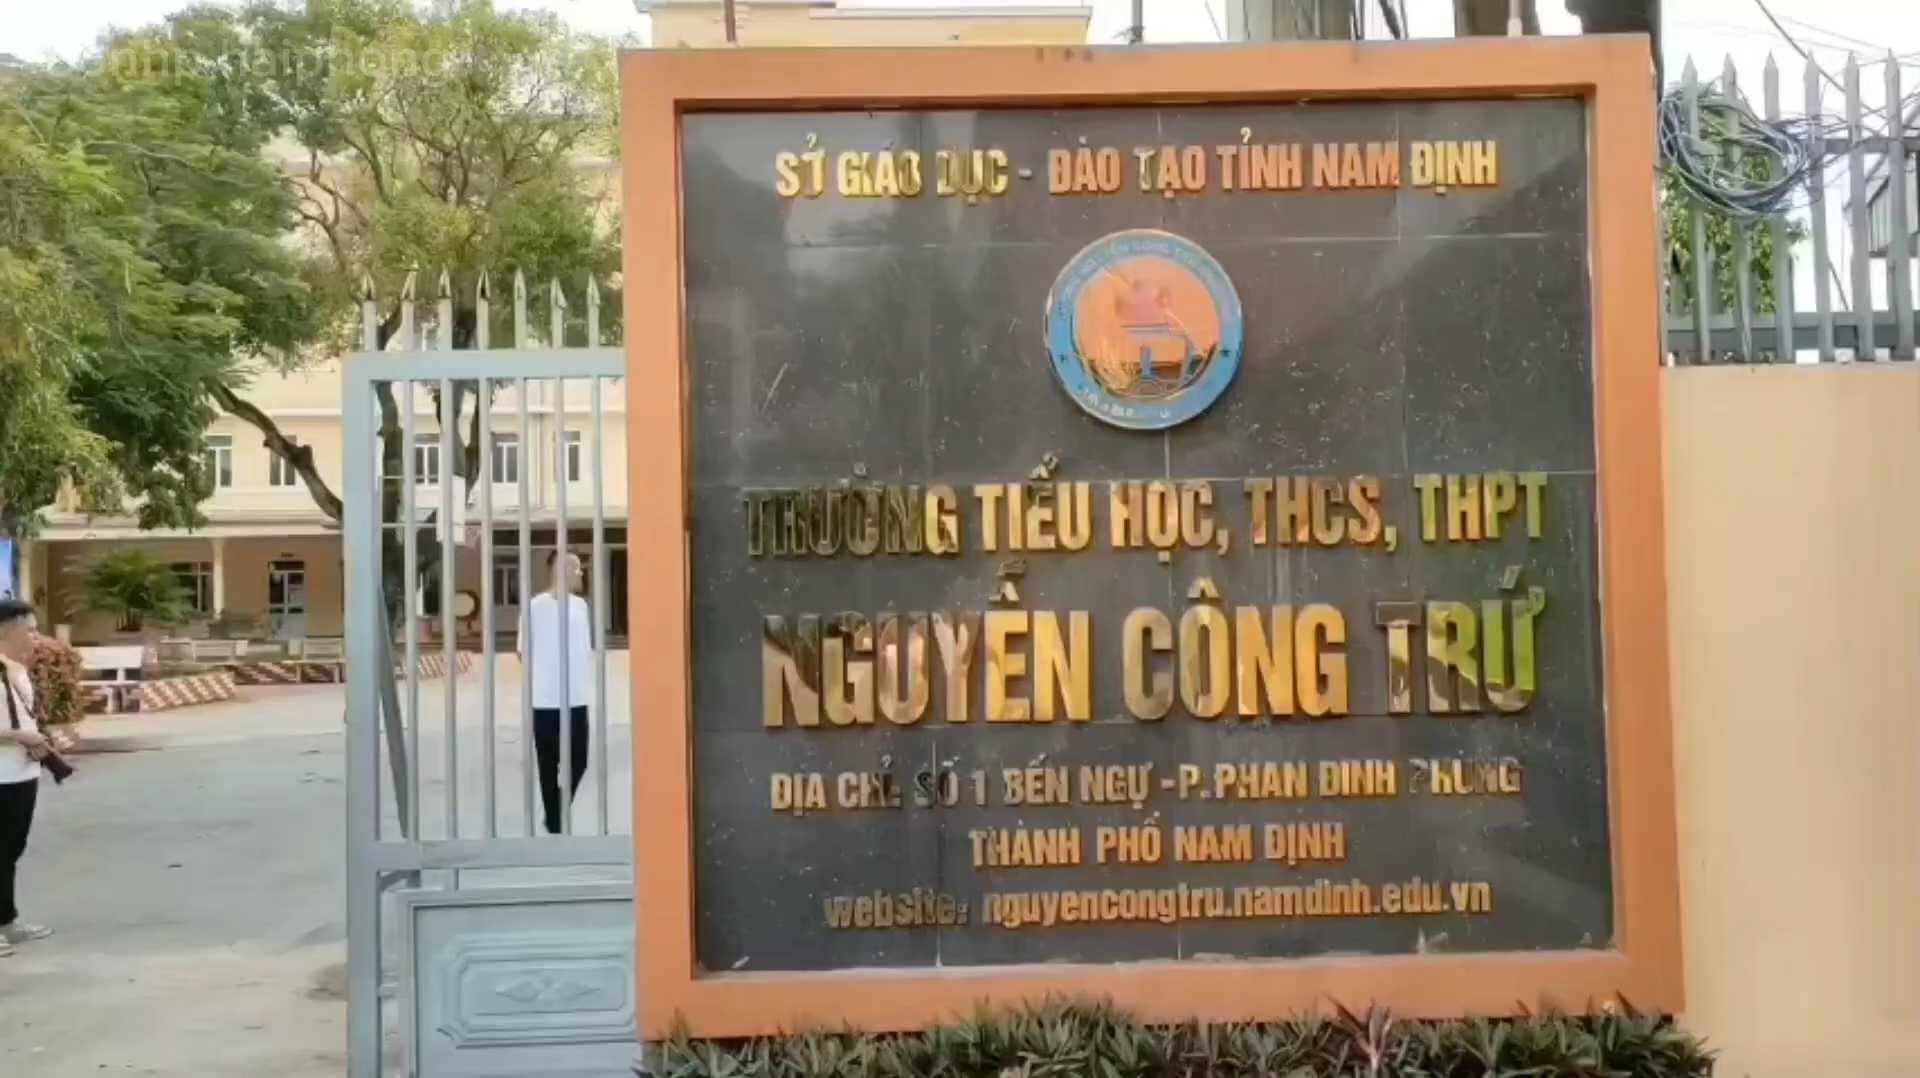 SỞ GIÁO DỤC - ĐÀO TẠO TỈNH NAM ĐỊNH
TRƯỜNG TIỂU HỌC, THCS, THPT
NGUYỄN CÔNG TRỨ
ĐỊA CHỈ: SỐ 1 BẾN NGỰ - P. PHAN ĐÌNH PHÙNG
THÀNH PHỐ NAM ĐỊNH
website: nguyencongtru.namdinh.edu.vn